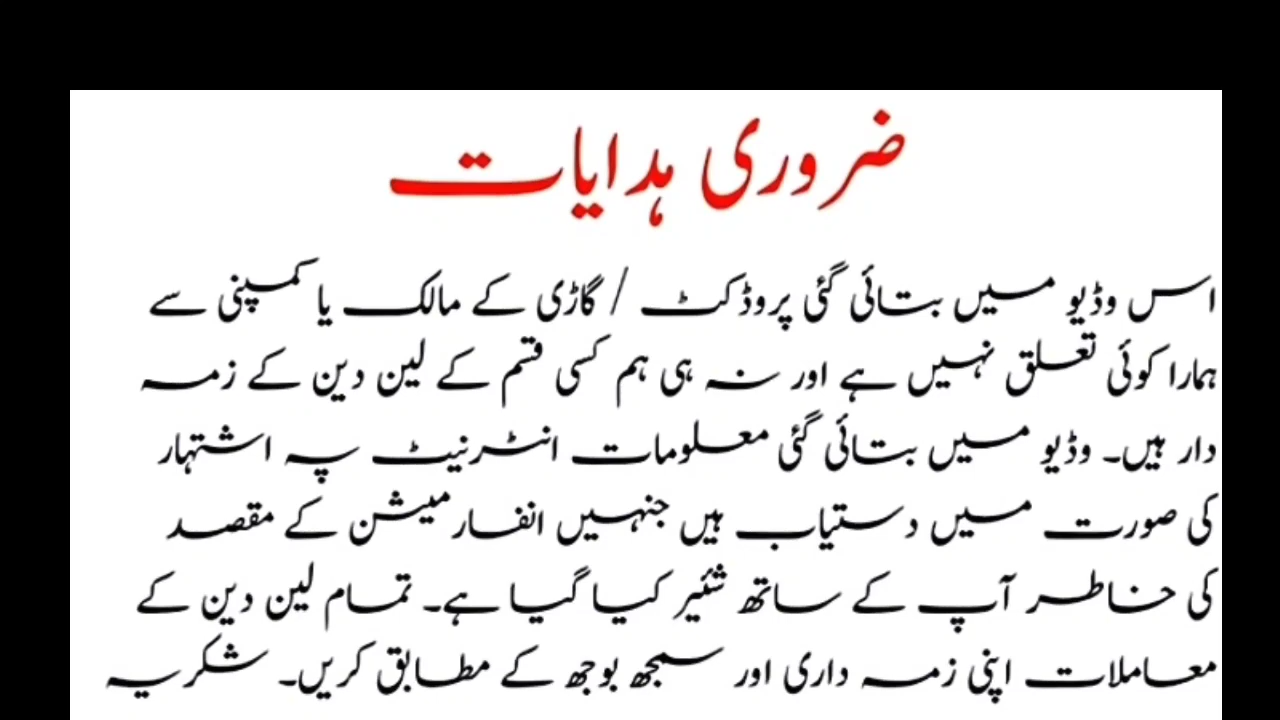 ضروری ہدایات
اس وڈیو میں بتائی گئی پروڈکٹ / گاڑی کے مالک یا کمپنی سے
ہمارا کوئی تعلق نہیں ہے اور نہ ہی ہم کسی قسم کے لین دین کے زمہ
دار ہیں۔ وڈیو میں بتائی گئی معلومات انٹرنیٹ پہ اشتہار
کی صورت میں دستیاب ہیں جنہیں انفارمیشن کے مقصد
کی خاطر آپ کے ساتھ شئیر کیا گیا ہے۔ تمام لین دین کے
معاملات اپنی زمہ داری اور سمجھ بوجھ کے مطابق کریں۔ شکریہ